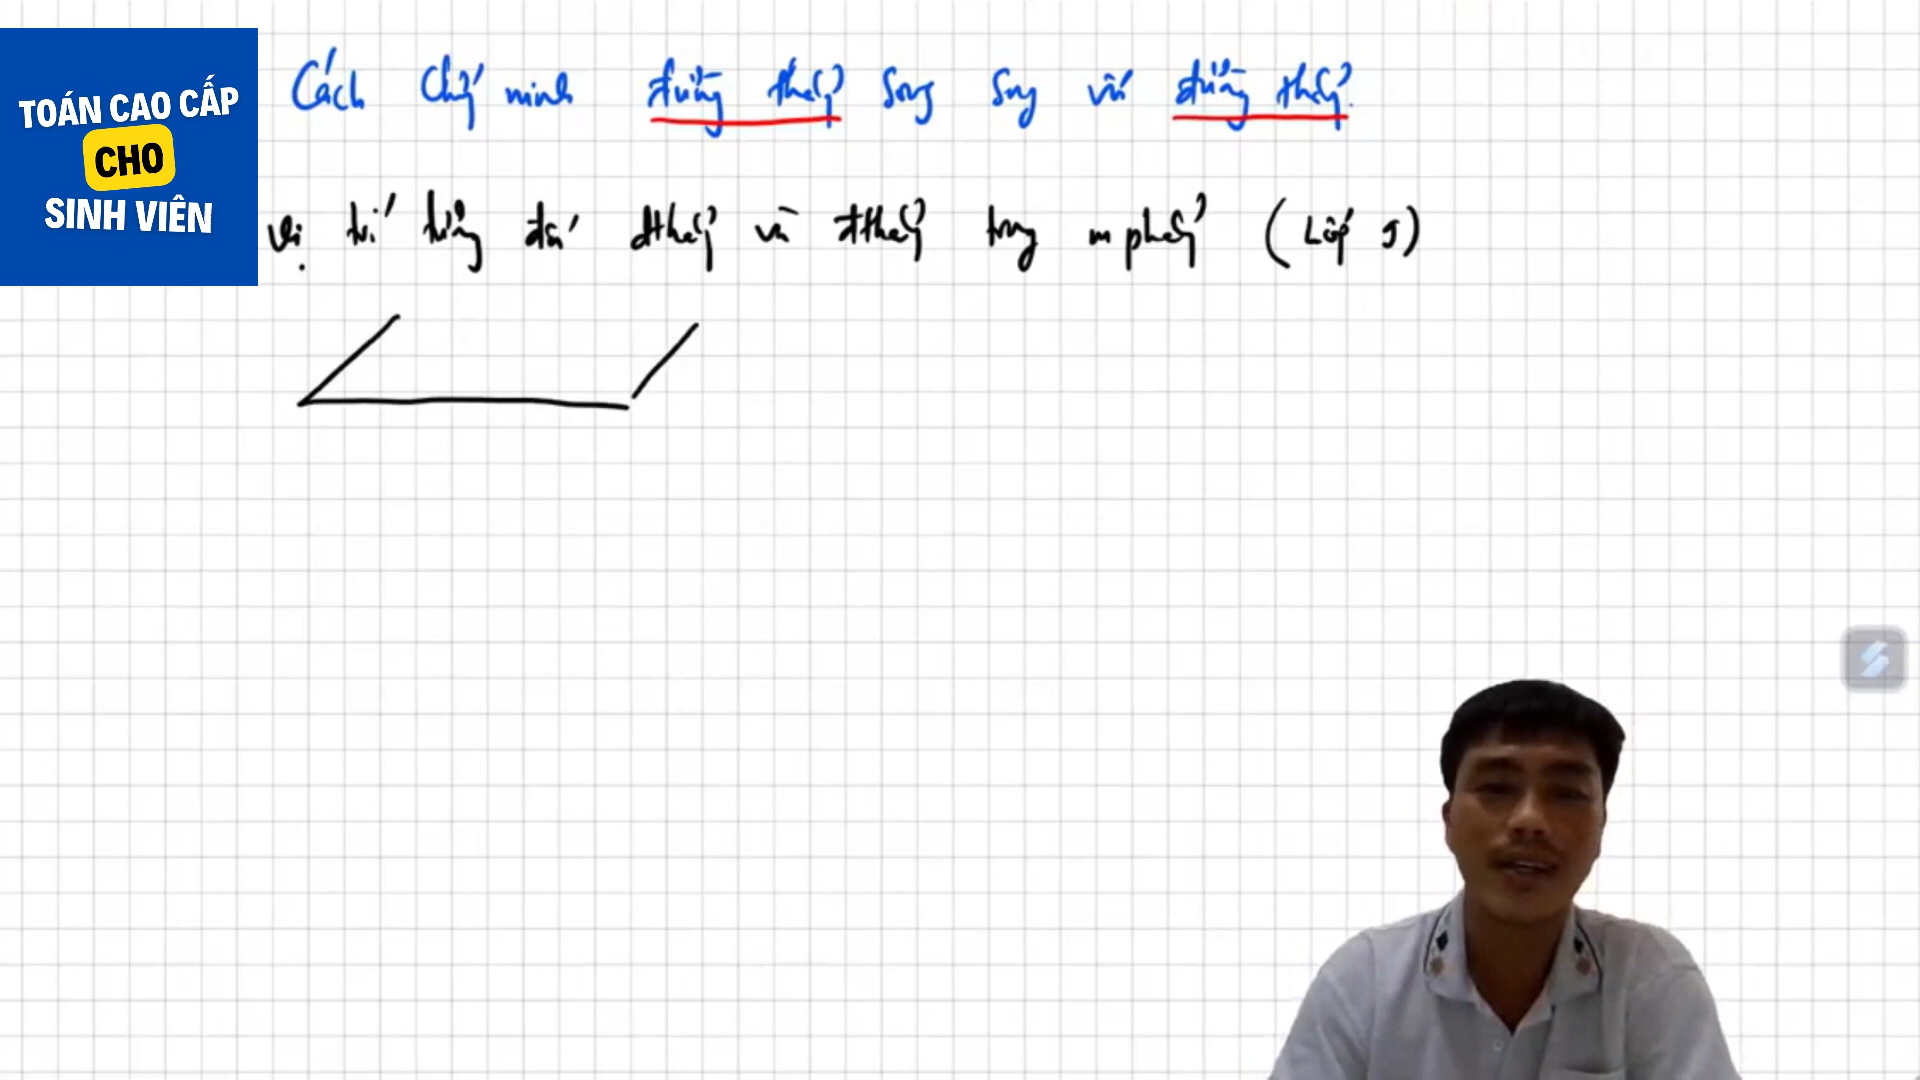 TOÁN CAO CẤP
CHO
SINH VIÊN
Cách Chứng minh đường thẳng song song với đường thẳng.
Vị trí tương đối đthẳng và đthẳng trong mphẳng (Lớp 9)